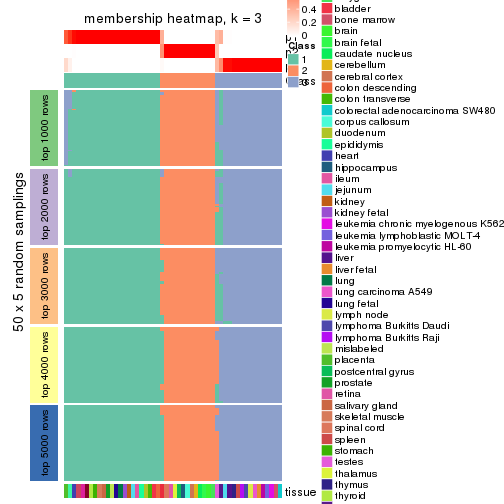 membership heatmap, k = 3
50 x 5 random samplings
top 1000 rows
top 2000 rows
top 3000 rows
top 4000 rows
top 5000 rows
tissue
0.4
0.2
0
Class
1
2
Class
bladder
bone marrow
brain
brain fetal
caudate nucleus
cerebellum
cerebral cortex
colon descending
colon transverse
colorectal adenocarcinoma SW480
corpus callosum
duodenum
epididymis
heart
hippocampus
ileum
jejunum
kidney
kidney fetal
leukemia chronic myelogenous K562
leukemia lymphoblastic MOLT-4
leukemia promyelocytic HL-60
liver
liver fetal
lung
lung carcinoma A549
lung fetal
lymph node
lymphoma Burkitts Daudi
lymphoma Burkitts Raji
mislabeled
placenta
postcentral gyrus
prostate
retina
salivary gland
skeletal muscle
spinal cord
spleen
stomach
testes
thalamus
thymus
thyroid